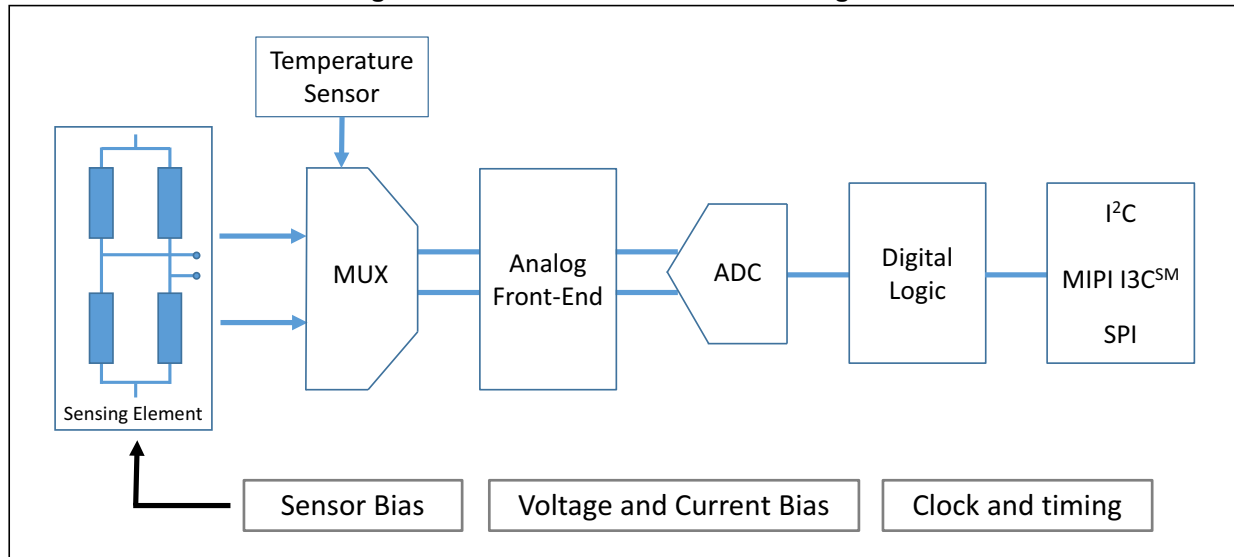 Temperature
Sensor
MUX
Analog
Front-End
ADC
Digital
Logic
I²C
MIPI I3Cˢᴹ
SPI
Sensing Element
Sensor Bias
Voltage and Current Bias
Clock and timing